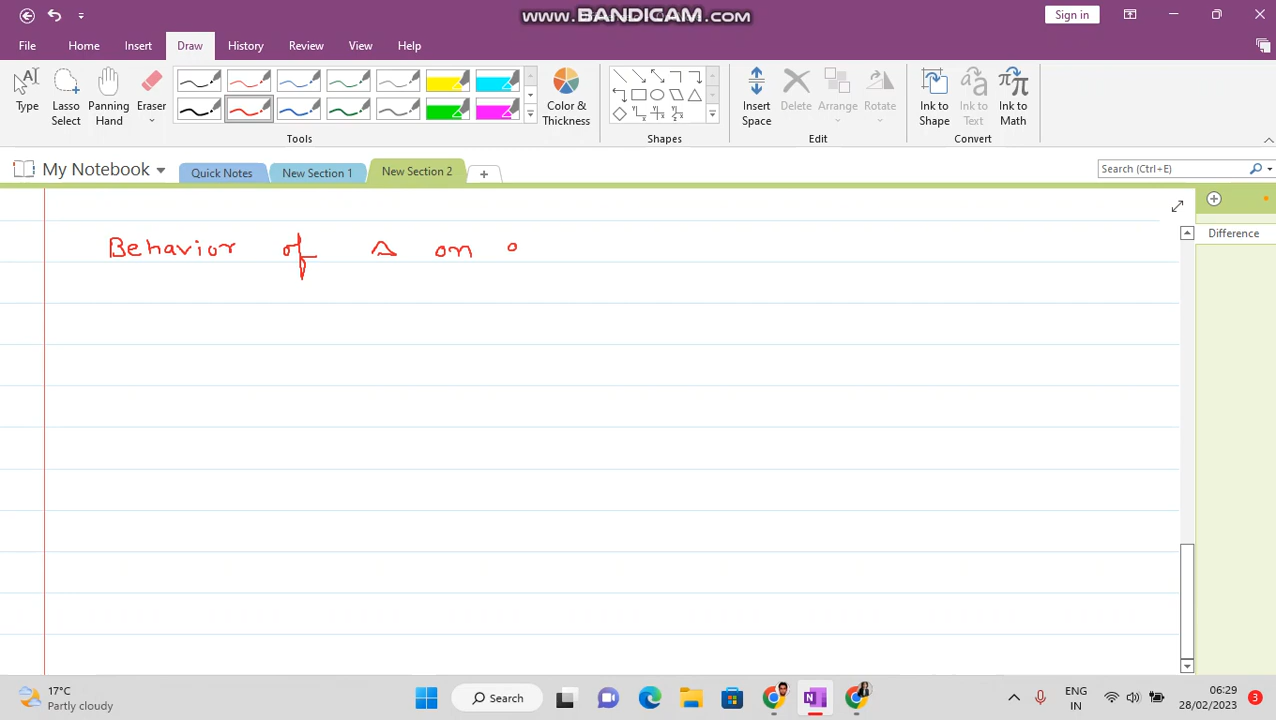 www.BANDICAM.com
Sign in
File Home Insert Draw History Review View Help
Type
Lasso Select
Panning Hand
Eraser
Color & Thickness
Insert Space
Delete
Arrange
Rotate
Ink to Shape
Ink to Text
Ink to Math
Tools
Shapes
Edit
Convert
My Notebook
Quick Notes
New Section 1
New Section 2
Search (Ctrl+E)
Difference
Behavior of Δ on o
17°C
Partly cloudy
Search
ENG
IN
06:29
28/02/2023
3